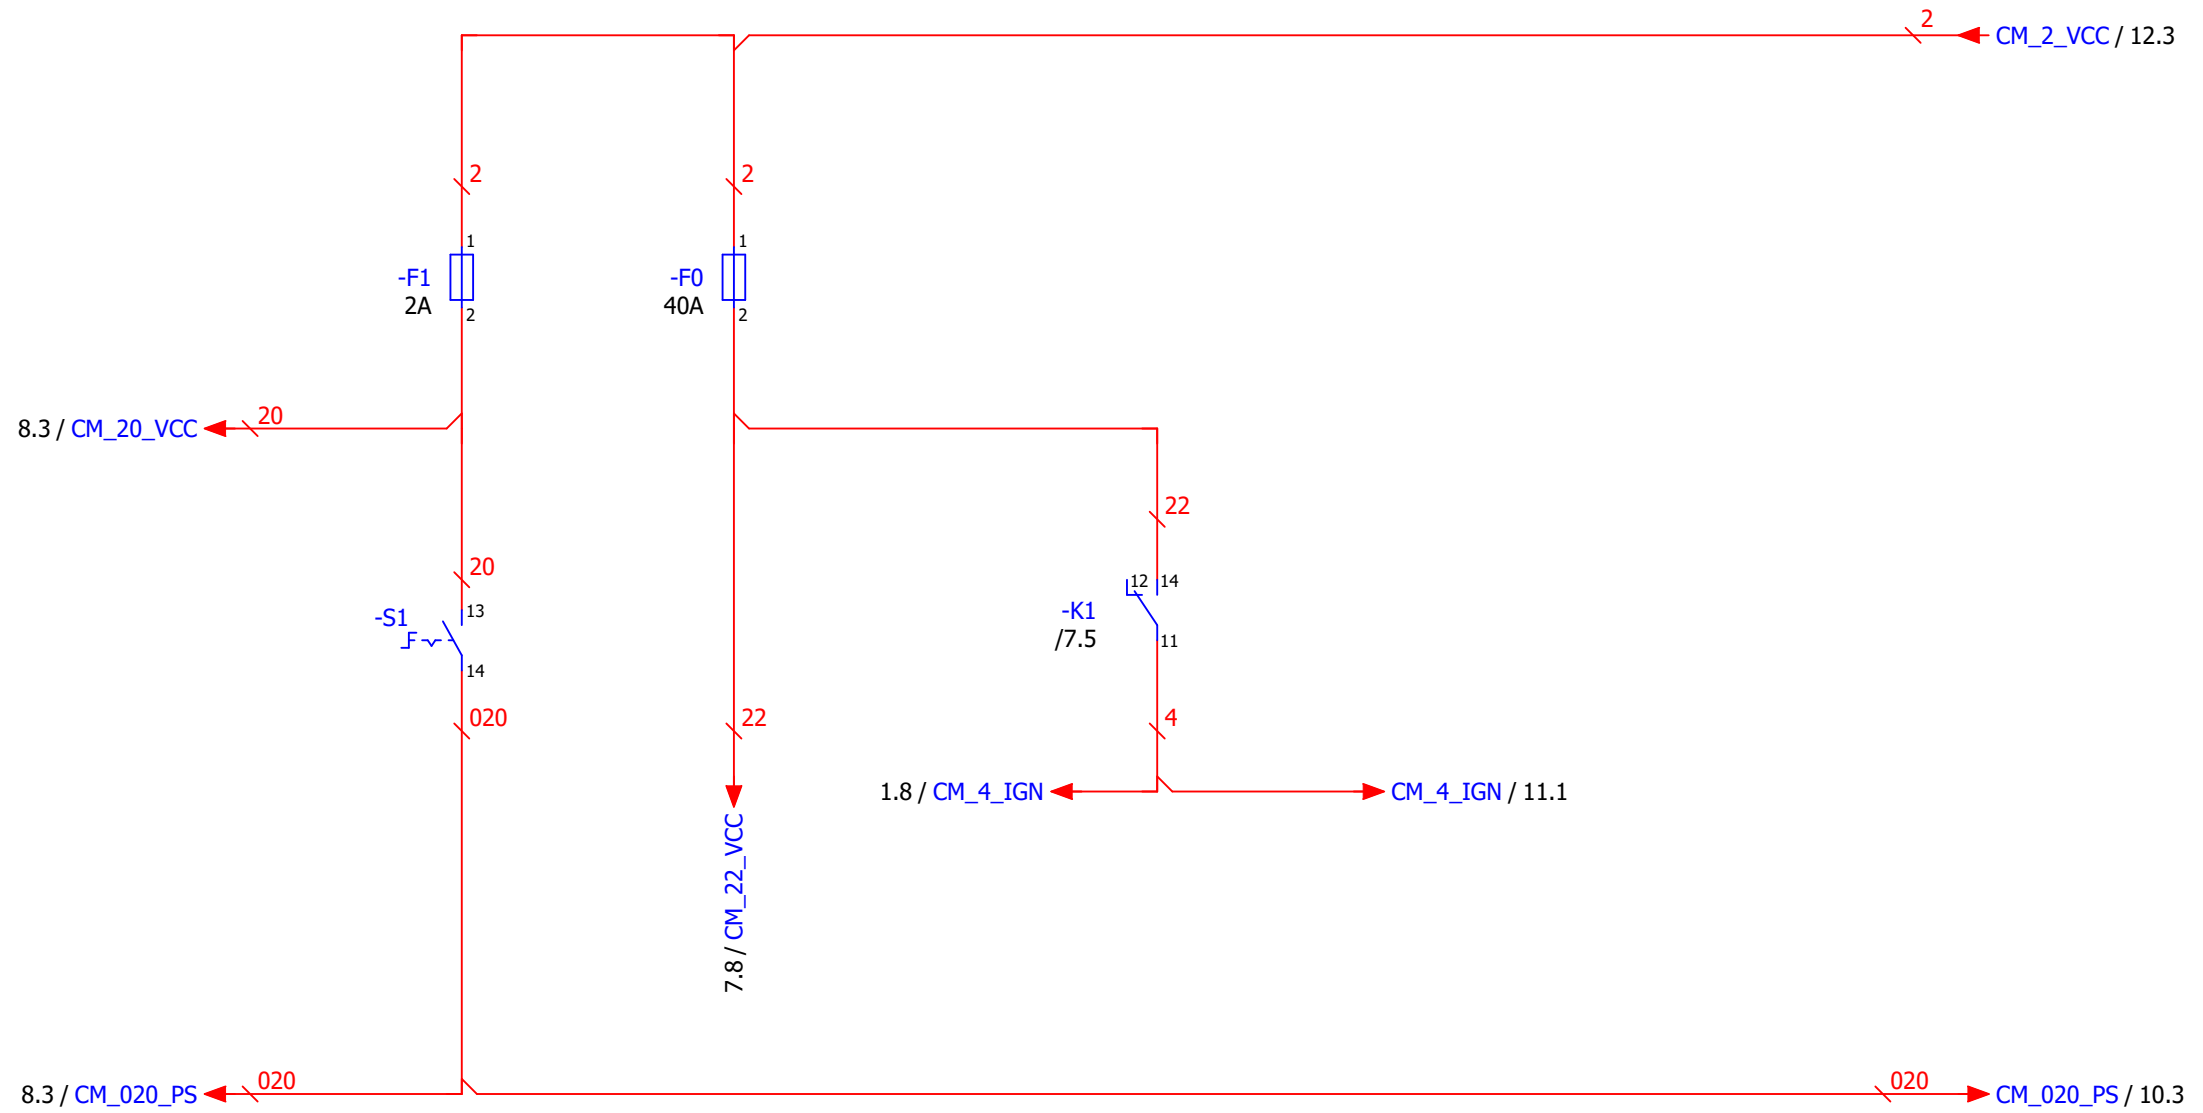 2
CM_2_VCC / 12.3
2
2
1
1
-F1
2A
-F0
40A
2
2
8.3 / CM_20_VCC
20
22
20
12
14
-S1
13
-K1
/7.5
11
14
020
22
4
1.8 / CM_4_IGN
CM_4_IGN / 11.1
7.8 / CM_22_VCC
8.3 / CM_020_PS
020
020
CM_020_PS / 10.3